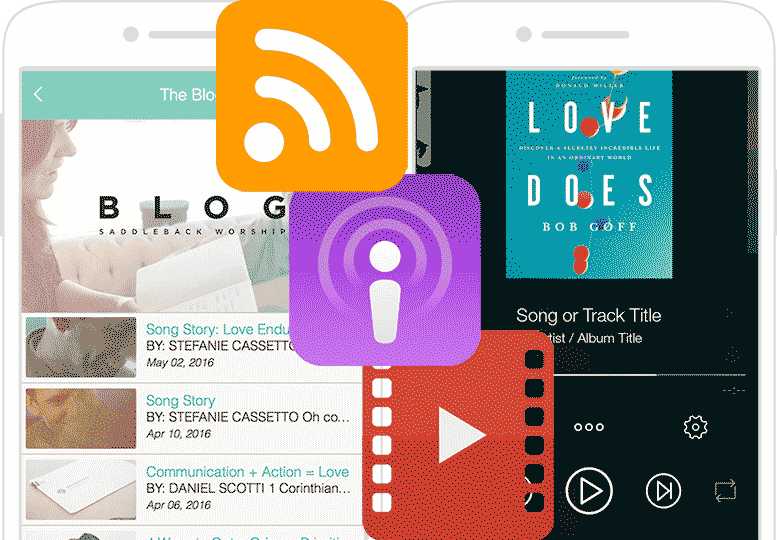 The Blog
BLOG
SADDLEBACK WORSHIP
Song Story: Love Endu
BY: STEFANIE CASSETTO
May 02, 2016
Song Story
BY: STEFANIE CASSETTO Oh co...
Apr 10, 2016
Communication + Action = Love
BY: DANIEL SCOTTI 1 Corinthian...
Apr 06, 2016
foreword by
DONALD MILLER
LOVE
DISCOVER A SECRETLY INCREDIBLE LIFE
IN AN ORDINARY WORLD
DOES
BOB GOFF
Song or Track Title
tist / Album Title